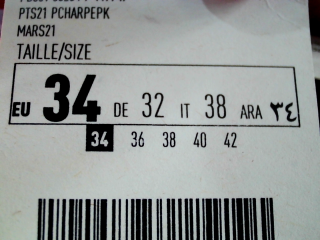 PTS21 PCHARPEPK
MARS21
TAILLE/SIZE
EU 34 DE 32 IT 38 ARA ٣٤
34 36 38 40 42